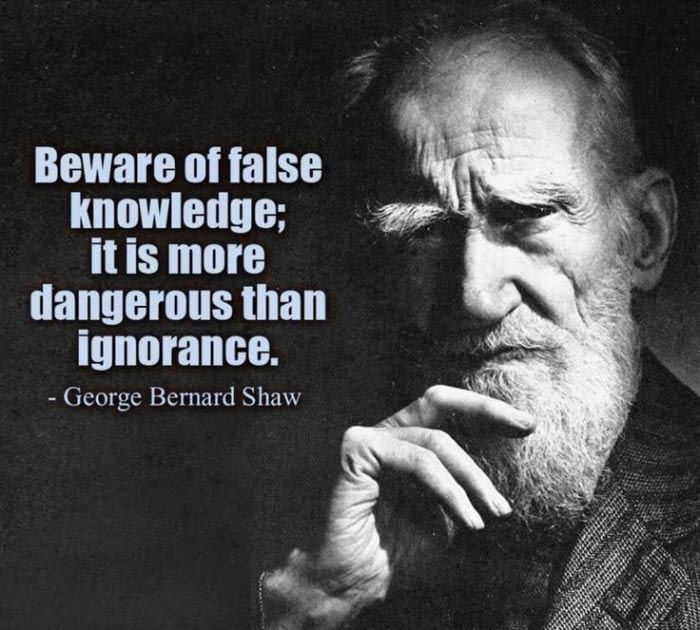 Beware of false
knowledge;
it is more
dangerous than
ignorance.
- George Bernard Shaw